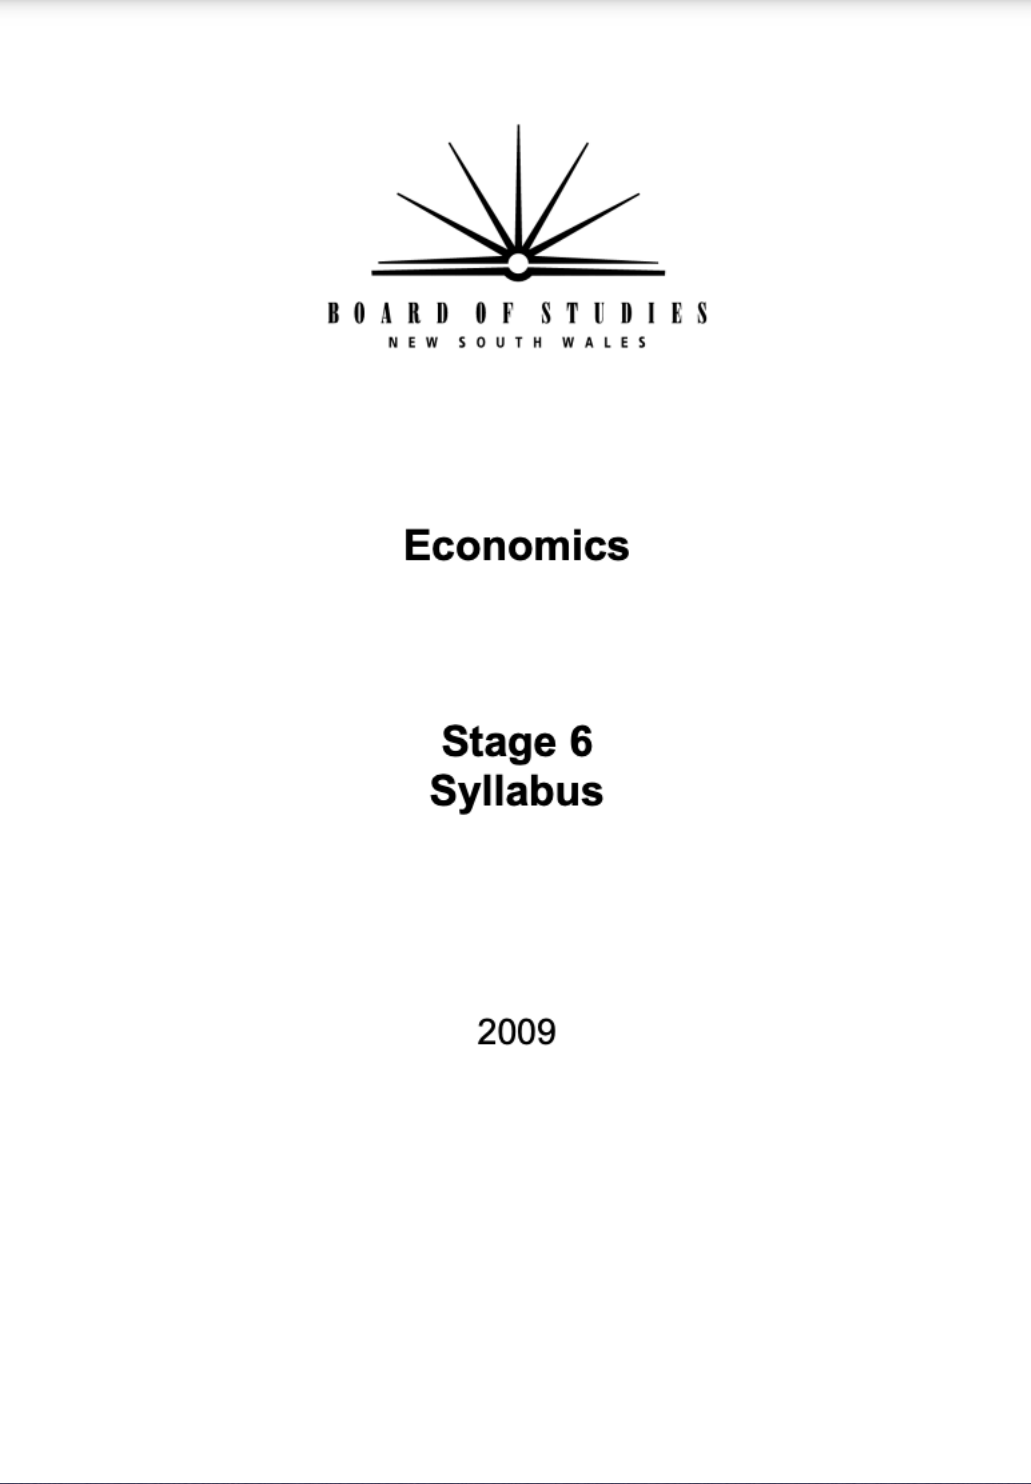 BOARD OF STUDIES
NEW SOUTH WALES
Economics
Stage 6
Syllabus
2009